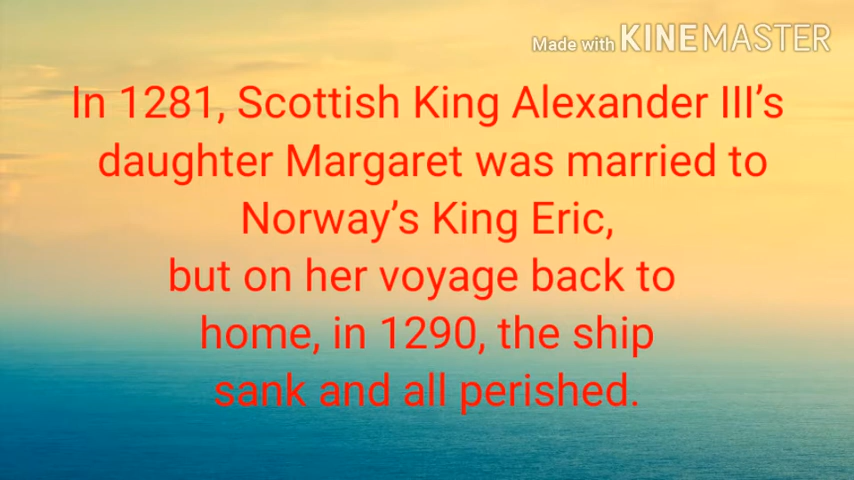 Made with KINEMASTER
In 1281, Scottish King Alexander III’s
daughter Margaret was married to
Norway’s King Eric,
but on her voyage back to
home, in 1290, the ship
sank and all perished.